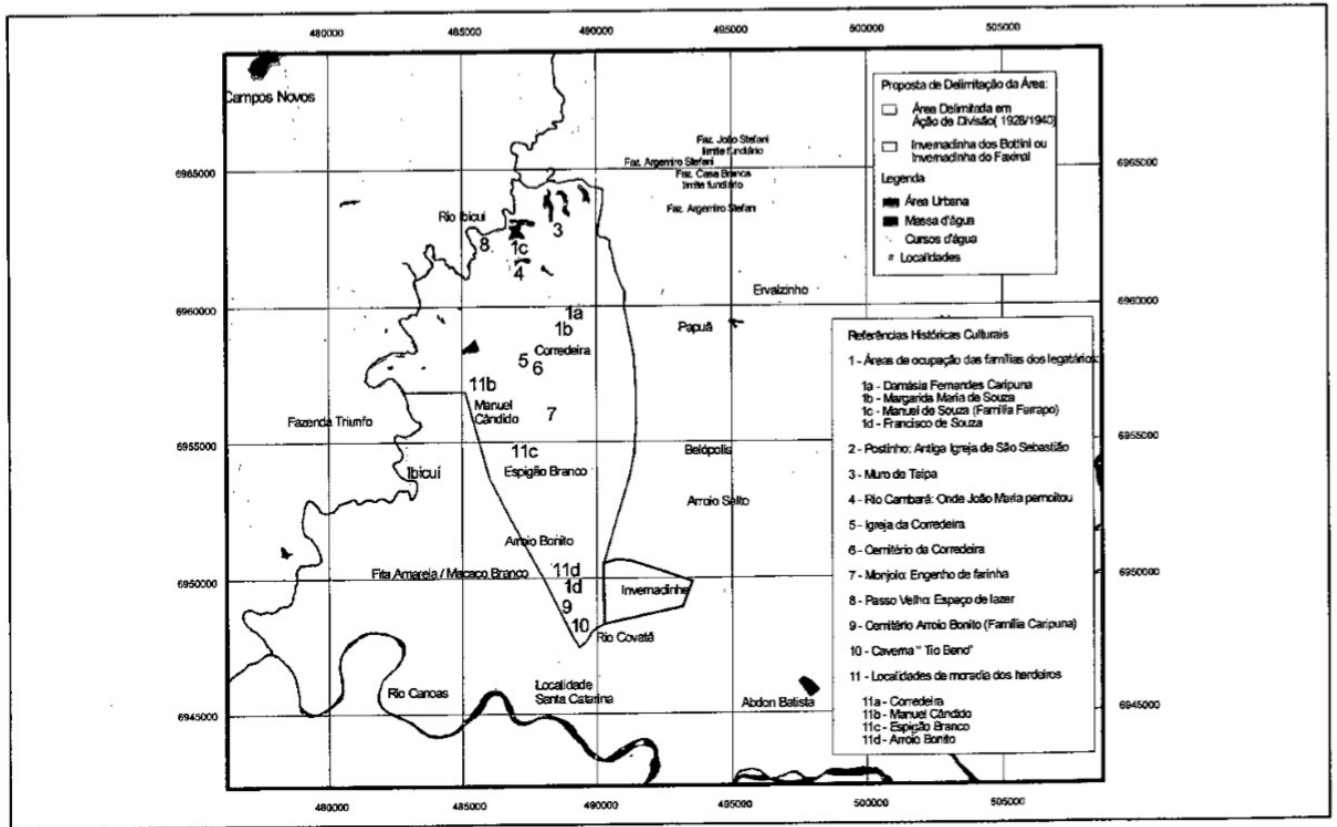 480000 485000 490000 495000 500000 505000
Campos Novos
Proposta de Delimitação da Área:
Área Delimitada em
Ação de Divisão( 1928/1940)
Invernadinha dos Bottini ou
Invernadinha do Faxinal
Legenda
Área Urbana
Massa d'água
Cursos d'água
# Localidades
Faz. João Stefani
limite fundiário
Faz. Argemiro Stefani
Faz. Casa Branca
limite fundiário
Faz. Argemiro Stefani
6965000
6965000
Rio Ibicuí
8
1c
3
4
Ervalzinho
6960000
6960000
1a
1b
Papuã
Corredeira
5
6
11b
Manuel
Cândido
7
Fazenda Triunfo
6955000
6955000
11c
Belópolis
Ibicuí
Espigão Branco
Arroio Salto
Arroio Bonito
11d
Fita Amarela / Macaco Branco
6950000
6950000
1d
Invernadinha
9
10
Rio Covatã
Rio Canoas
Localidade
Santa Catarina
Abdon Batista
6945000
6945000
Referências Históricas Culturais
1 - Áreas de ocupação das famílias dos legatários
1a - Damásia Fernandes Caripuna
1b - Margarida Maria de Souza
1c - Manuel de Souza (Família Farrapo)
1d - Francisco de Souza
2 - Postinho: Antiga Igreja de São Sebastião
3 - Muro de Taipa
4 - Rio Cambará: Onde João Maria pernoitou
5 - Igreja da Corredeira
6 - Cemitério da Corredeira
7 - Monjolo: Engenho de farinha
8 - Passo Velho: Espaço de lazer
9 - Cemitério Arroio Bonito (Família Caripuna)
10 - Caverna " Tio Beno"
11 - Localidades de moradia dos herdeiros
11a - Corredeira
11b - Manuel Cândido
11c - Espigão Branco
11d - Arroio Bonito
480000 485000 490000 495000 500000 505000